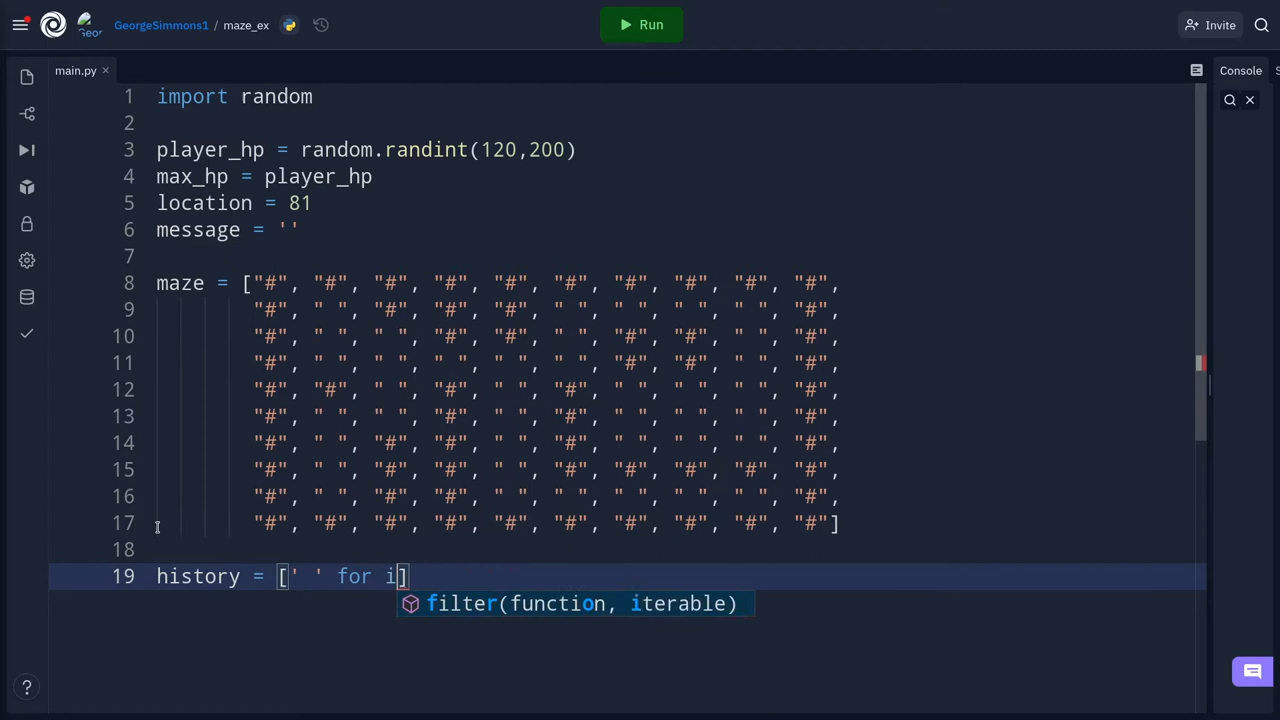 GeorgeSimmons1 / maze_ex
Run
Invite
main.py
Console
1 import random
2
3 player_hp = random.randint(120,200)
4 max_hp = player_hp
5 location = 81
6 message = ''
7
8 maze = ["#", "#", "#", "#", "#", "#", "#", "#", "#", "#",
9 "#", " ", "#", "#", "#", " ", " ", " ", " ", "#",
10 "#", " ", " ", "#", "#", " ", "#", "#", " ", "#",
11 "#", " ", " ", " ", " ", " ", "#", "#", " ", "#",
12 "#", "#", " ", "#", " ", "#", " ", " ", " ", "#",
13 "#", " ", " ", "#", " ", "#", " ", " ", " ", "#",
14 "#", " ", "#", "#", " ", "#", " ", " ", " ", "#",
15 "#", " ", "#", "#", " ", "#", "#", "#", "#", "#",
16 "#", " ", "#", "#", " ", " ", " ", " ", " ", "#",
17 "#", "#", "#", "#", "#", "#", "#", "#", "#", "#"]
18
19 history = [' ' for i]
filter(function, iterable)